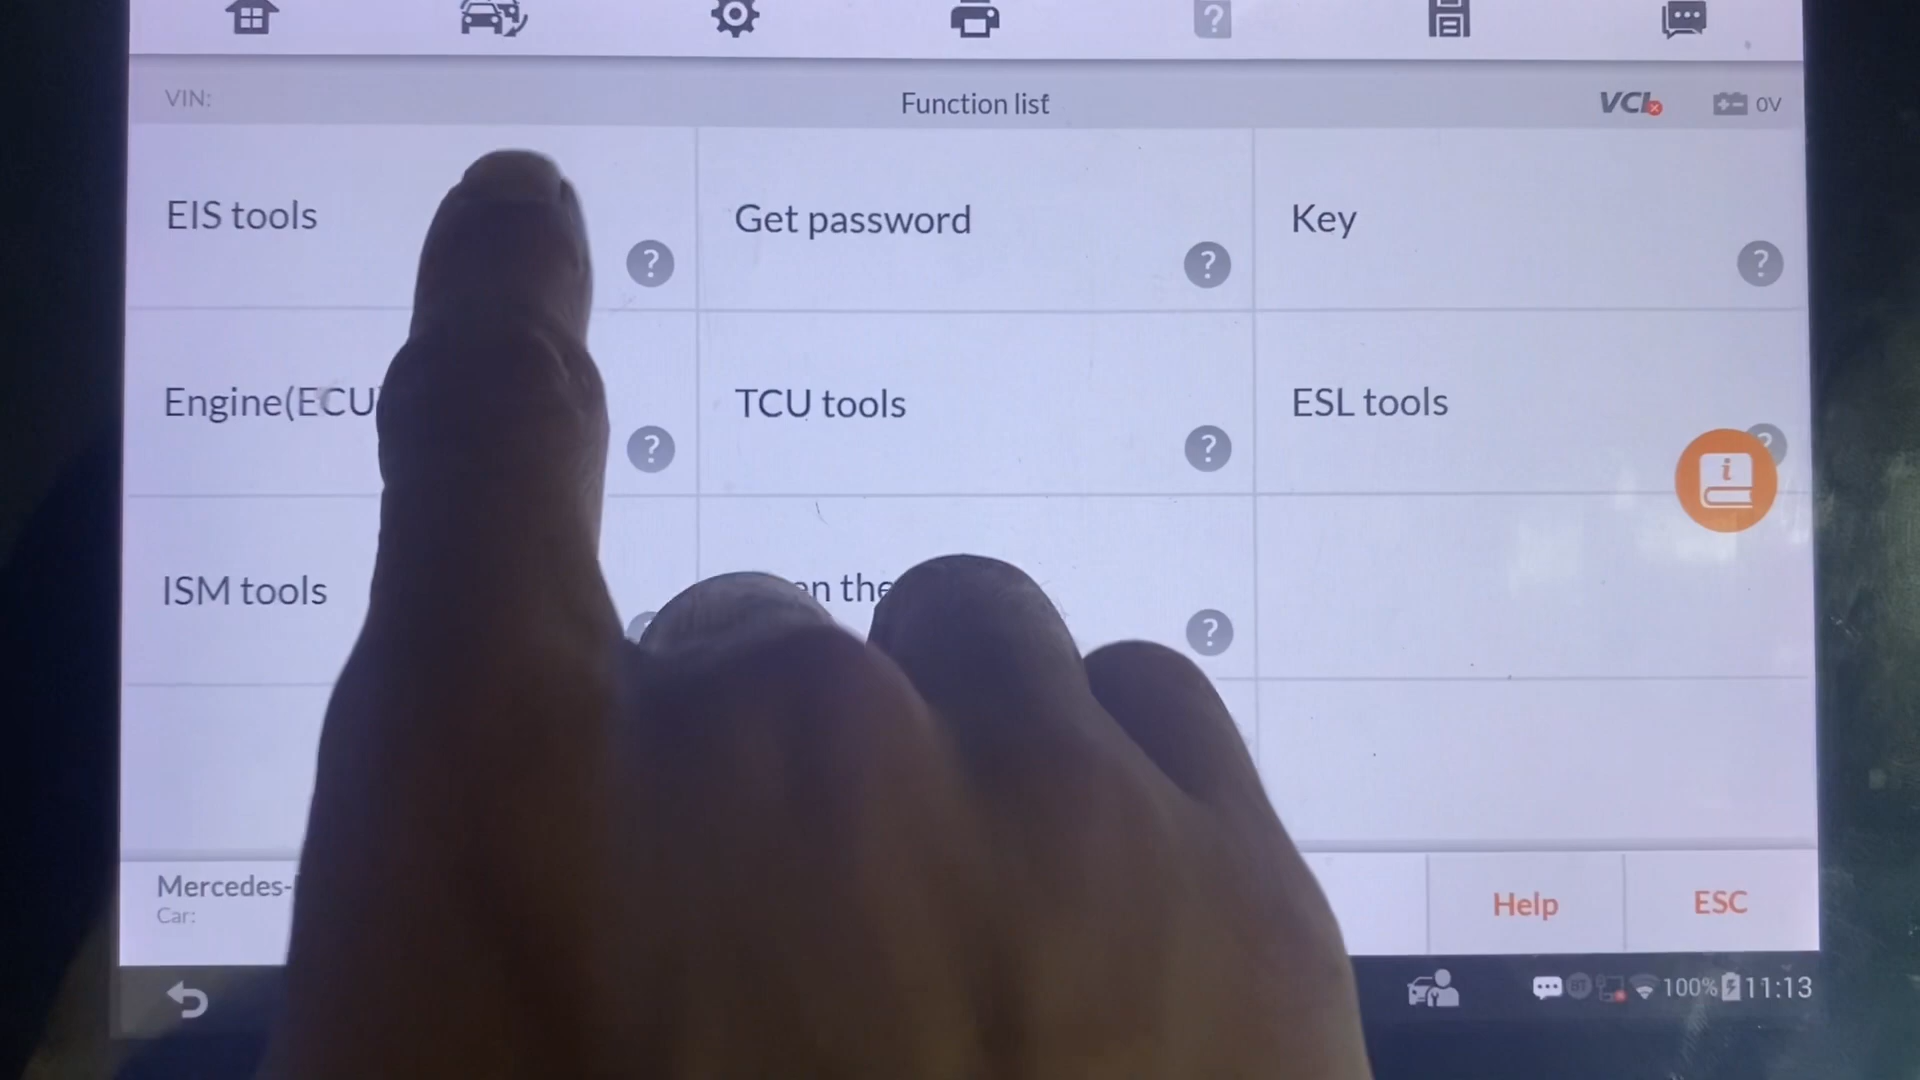 VIN:
Function list
VCI
0V
EIS tools
Get password
Key
Engine(ECU
TCU tools
ESL tools
ISM tools
the
Mercedes-
Car:
Help
ESC
100%
11:13